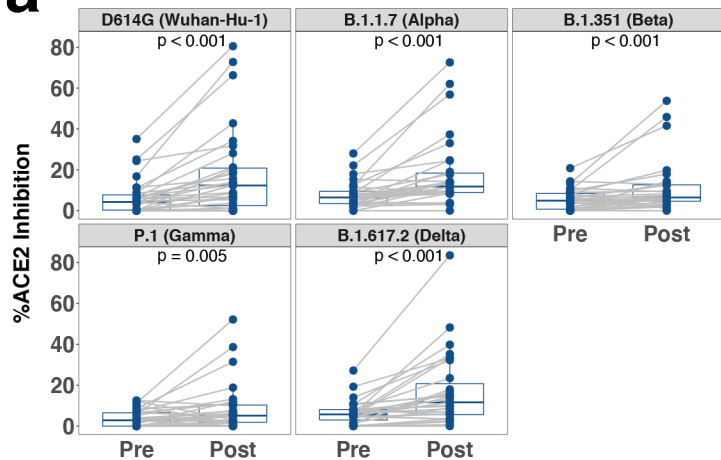 a
D614G (Wuhan-Hu-1)
B.1.1.7 (Alpha)
B.1.351 (Beta)
p < 0.001
p < 0.001
p < 0.001
80
60
40
20
0
Pre
Post
P.1 (Gamma)
B.1.617.2 (Delta)
p = 0.005
p < 0.001
80
60
40
20
0
Pre
Post
Pre
Post
%ACE2 Inhibition